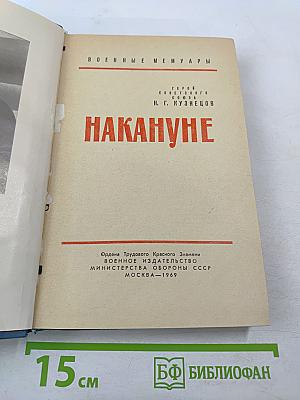 ВОЕННЫЕ МЕМУАРЫ
ГЕРОЙ
СОВЕТСКОГО
СОЮЗА
Н. Г. КУЗНЕЦОВ
НАКАНУНЕ
Ордена Трудового Красного Знамени
ВОЕННОЕ ИЗДАТЕЛЬСТВО
МИНИСТЕРСТВА ОБОРОНЫ СССР
МОСКВА—1969
15 см
БФ БИБЛИОФАН